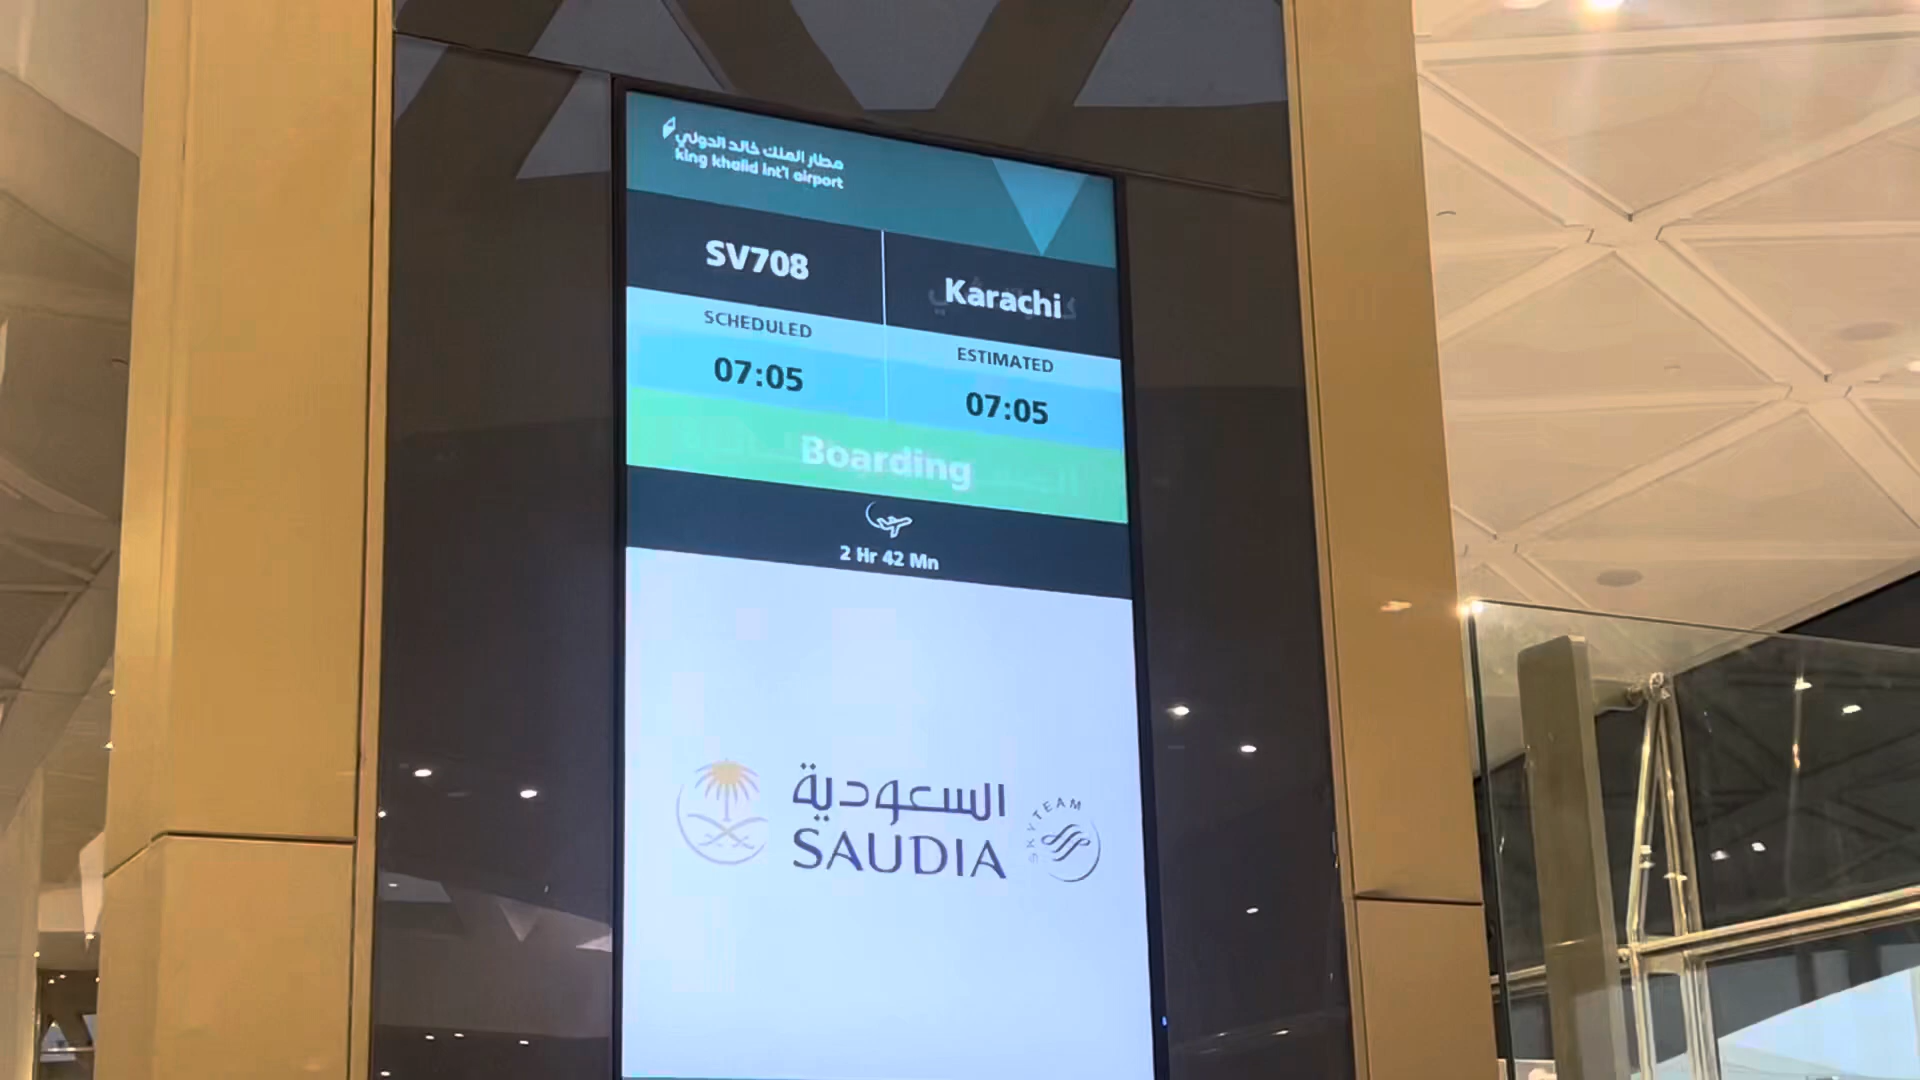 مطار الملك خالد الدولي
king khalid int'l airport
SV708
Karachi
SCHEDULED
ESTIMATED
07:05
07:05
Boarding
2 Hr 42 Mn
السعودية
SAUDIA
SKYTEAM